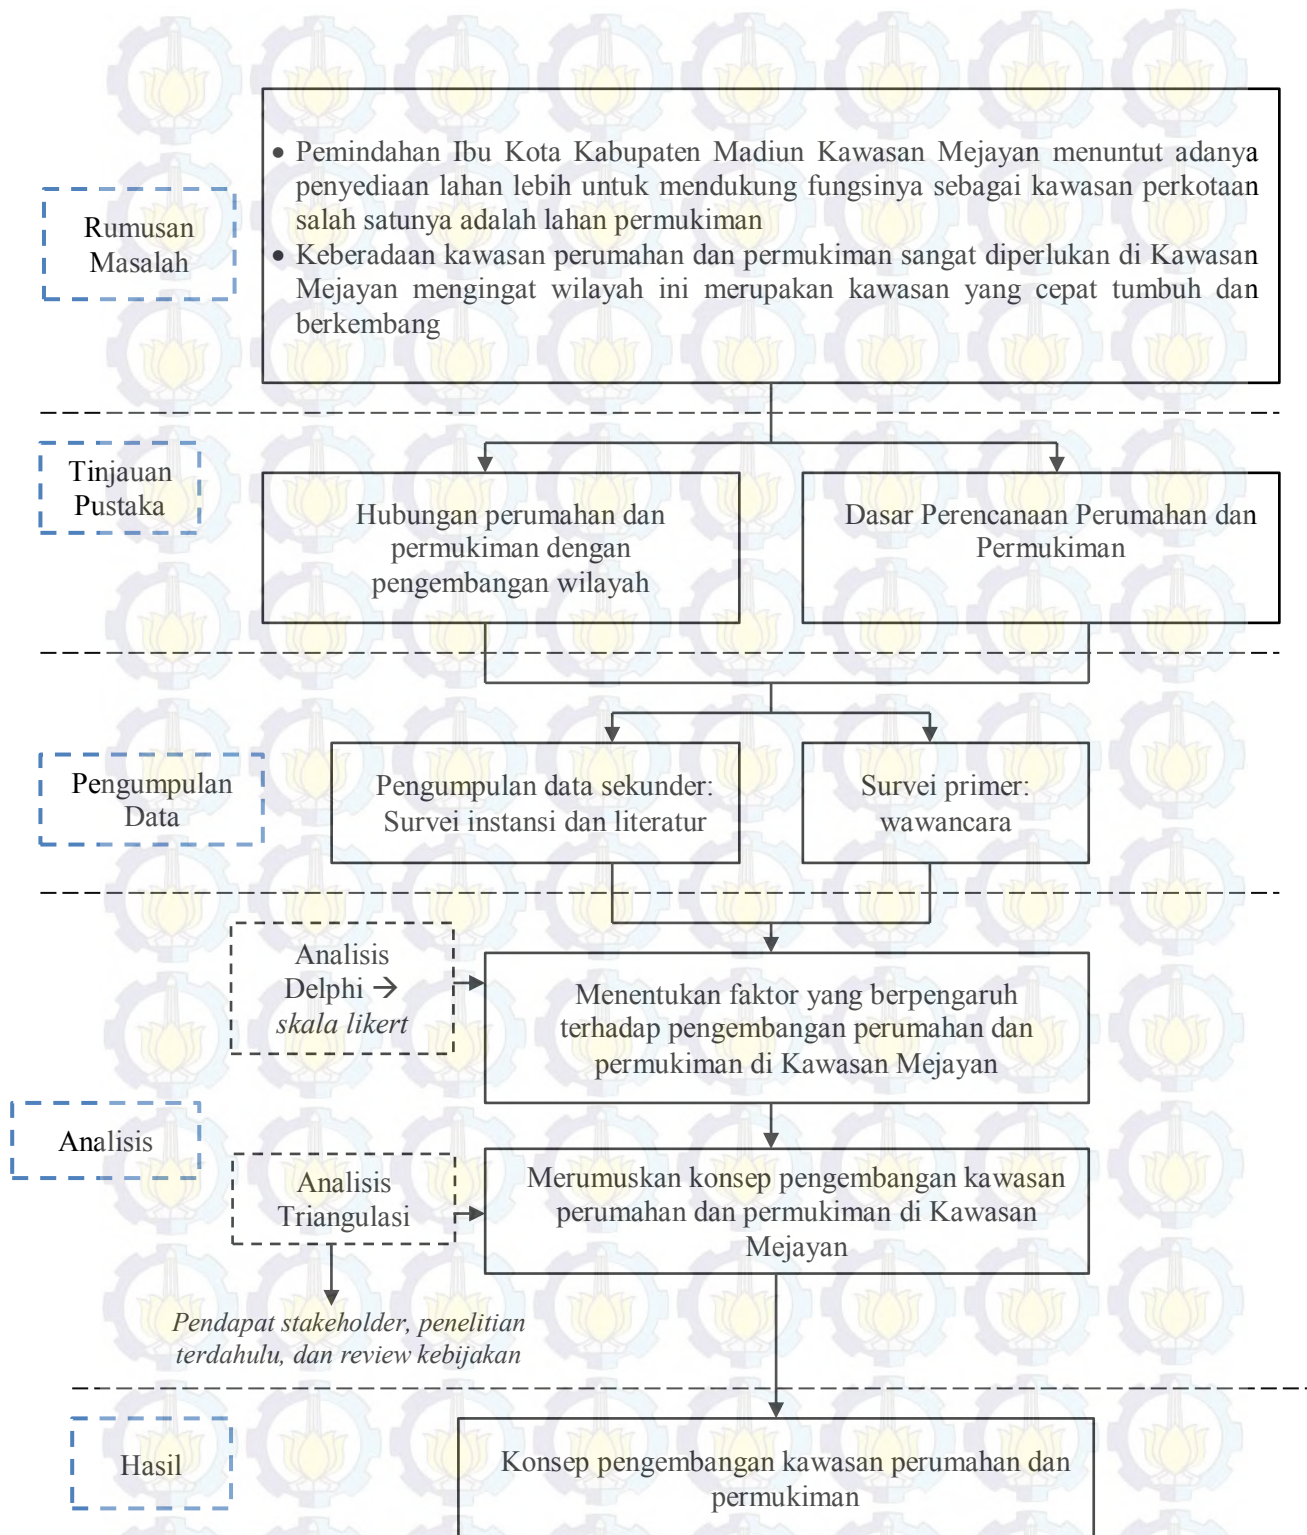 • Pemindahan Ibu Kota Kabupaten Madiun Kawasan Mejayan menuntut adanya
penyediaan lahan lebih untuk mendukung fungsinya sebagai kawasan perkotaan
salah satunya adalah lahan permukiman
• Keberadaan kawasan perumahan dan permukiman sangat diperlukan di Kawasan
Mejayan mengingat wilayah ini merupakan kawasan yang cepat tumbuh dan
berkembang
Rumusan
Masalah
Tinjauan
Pustaka
Hubungan perumahan dan
permukiman dengan
pengembangan wilayah
Dasar Perencanaan Perumahan dan
Permukiman
Pengumpulan
Data
Pengumpulan data sekunder:
Survei instansi dan literatur
Survei primer:
wawancara
Analisis
Delphi →
skala likert
Menentukan faktor yang berpengaruh
terhadap pengembangan perumahan dan
permukiman di Kawasan Mejayan
Analisis
Analisis
Triangulasi
Merumuskan konsep pengembangan kawasan
perumahan dan permukiman di Kawasan
Mejayan
Pendapat stakeholder, penelitian
terdahulu, dan review kebijakan
Hasil
Konsep pengembangan kawasan perumahan dan
permukiman